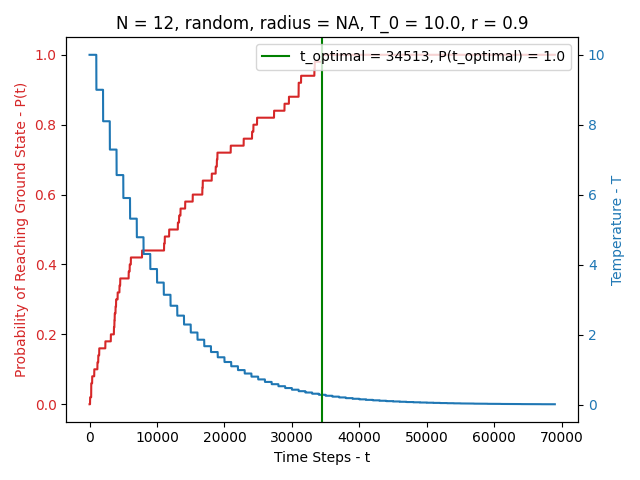 N = 12, random, radius = NA, T_0 = 10.0, r = 0.9
t_optimal = 34513, P(t_optimal) = 1.0
Probability of Reaching Ground State - P(t)
1.0
0.8
0.6
0.4
0.2
0.0
10
8
6
4
2
0
Temperature - T
0 10000 20000 30000 40000 50000 60000 70000
Time Steps - t